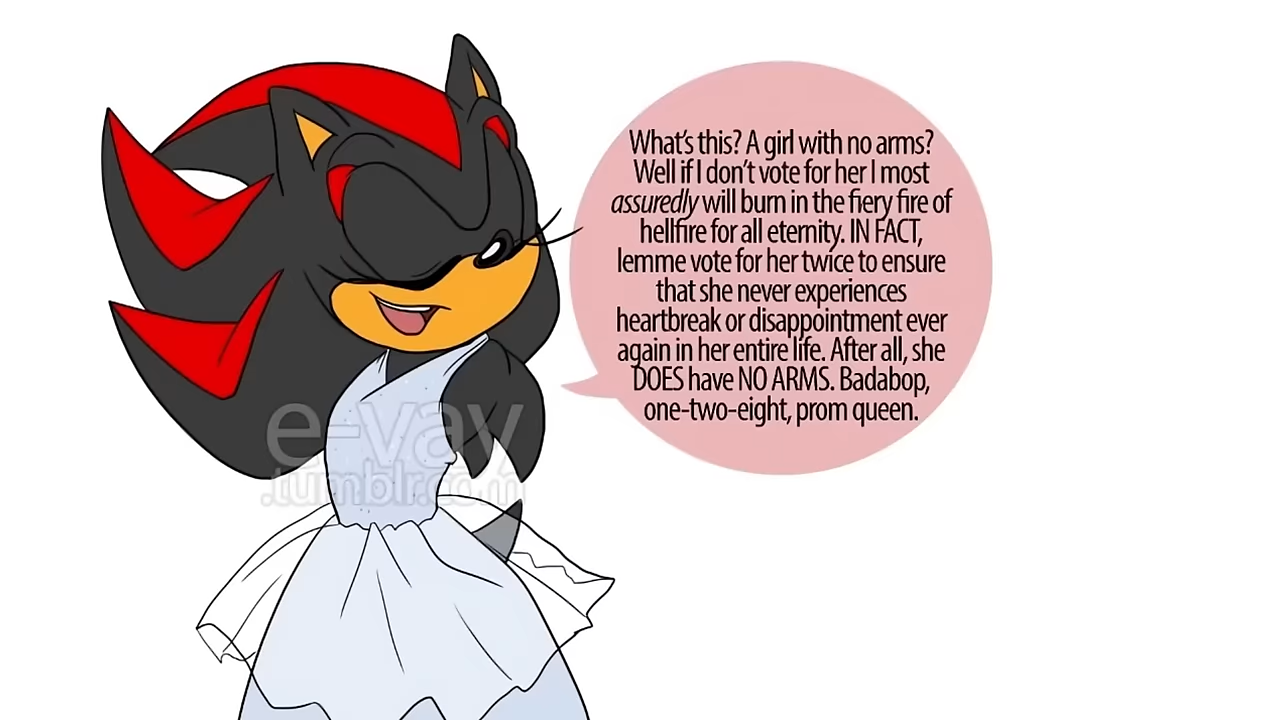 What's this? A girl with no arms?
Well if I don't vote for her I most
assuredly will burn in the fiery fire of
hellfire for all eternity. IN FACT,
lemme vote for her twice to ensure
that she never experiences
heartbreak or disappointment ever
again in her entire life. After all, she
DOES have NO ARMS. Badabop,
one-two-eight, prom queen.
e-vay
.tumblr.com